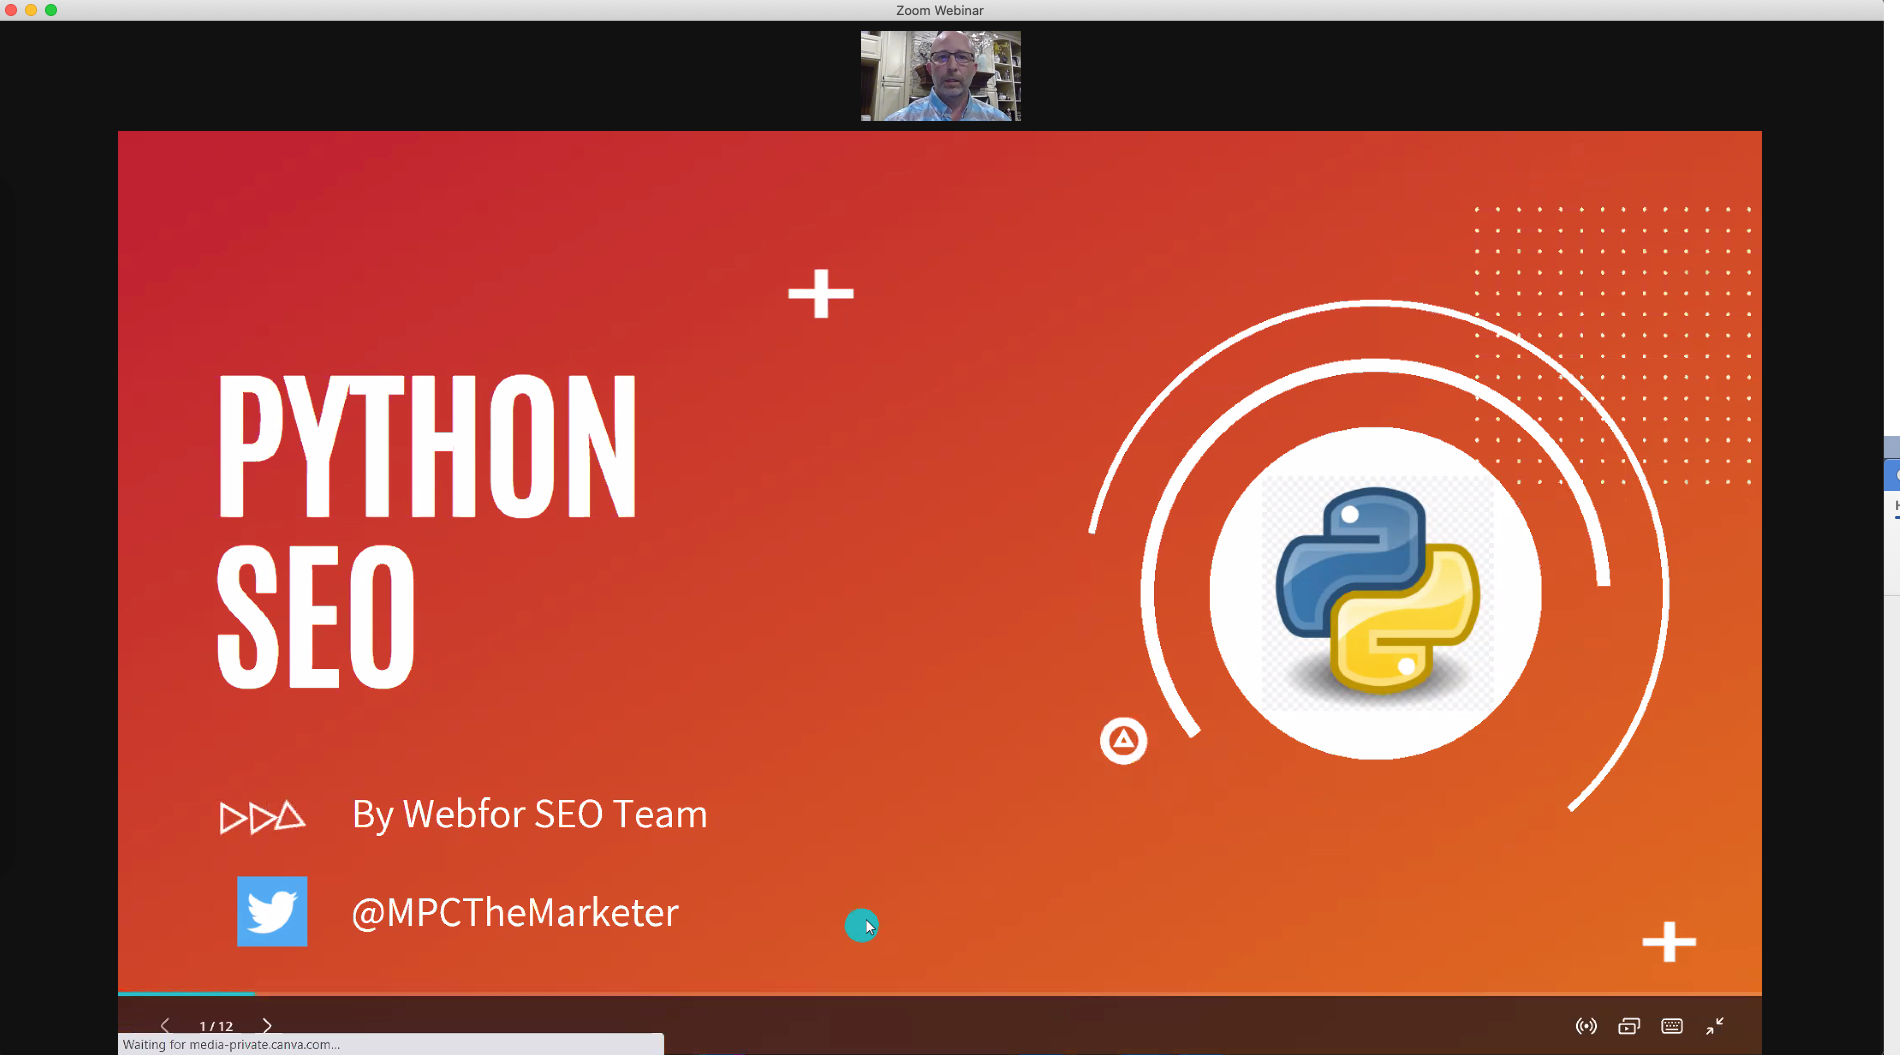 Zoom Webinar
PYTHON
SEO
By Webfor SEO Team
@MPCTheMarketer
1 / 12
Waiting for media-private.canva.com...